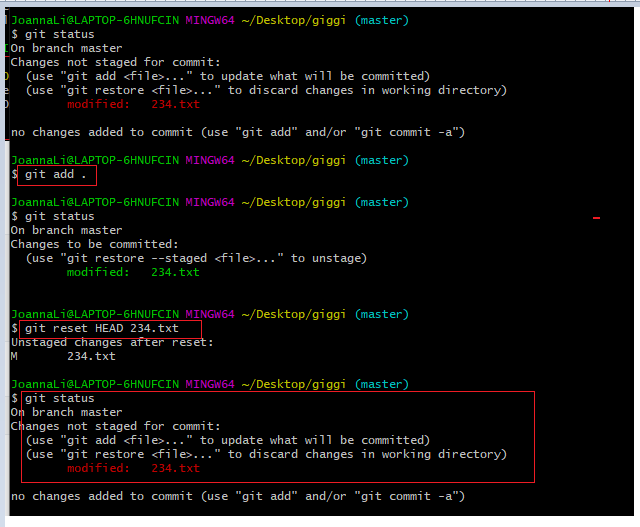 JoannaLi@LAPTOP-6HNUFCIN MINGW64 ~/Desktop/giggi (master)
$ git status
On branch master
Changes not staged for commit:
  (use "git add <file>..." to update what will be committed)
  (use "git restore <file>..." to discard changes in working directory)
        modified:   234.txt

no changes added to commit (use "git add" and/or "git commit -a")

JoannaLi@LAPTOP-6HNUFCIN MINGW64 ~/Desktop/giggi (master)
$ git add .

JoannaLi@LAPTOP-6HNUFCIN MINGW64 ~/Desktop/giggi (master)
$ git status
On branch master
Changes to be committed:
  (use "git restore --staged <file>..." to unstage)
        modified:   234.txt

JoannaLi@LAPTOP-6HNUFCIN MINGW64 ~/Desktop/giggi (master)
$ git reset HEAD 234.txt
Unstaged changes after reset:
M       234.txt

JoannaLi@LAPTOP-6HNUFCIN MINGW64 ~/Desktop/giggi (master)
$ git status
On branch master
Changes not staged for commit:
  (use "git add <file>..." to update what will be committed)
  (use "git restore <file>..." to discard changes in working directory)
        modified:   234.txt

no changes added to commit (use "git add" and/or "git commit -a")